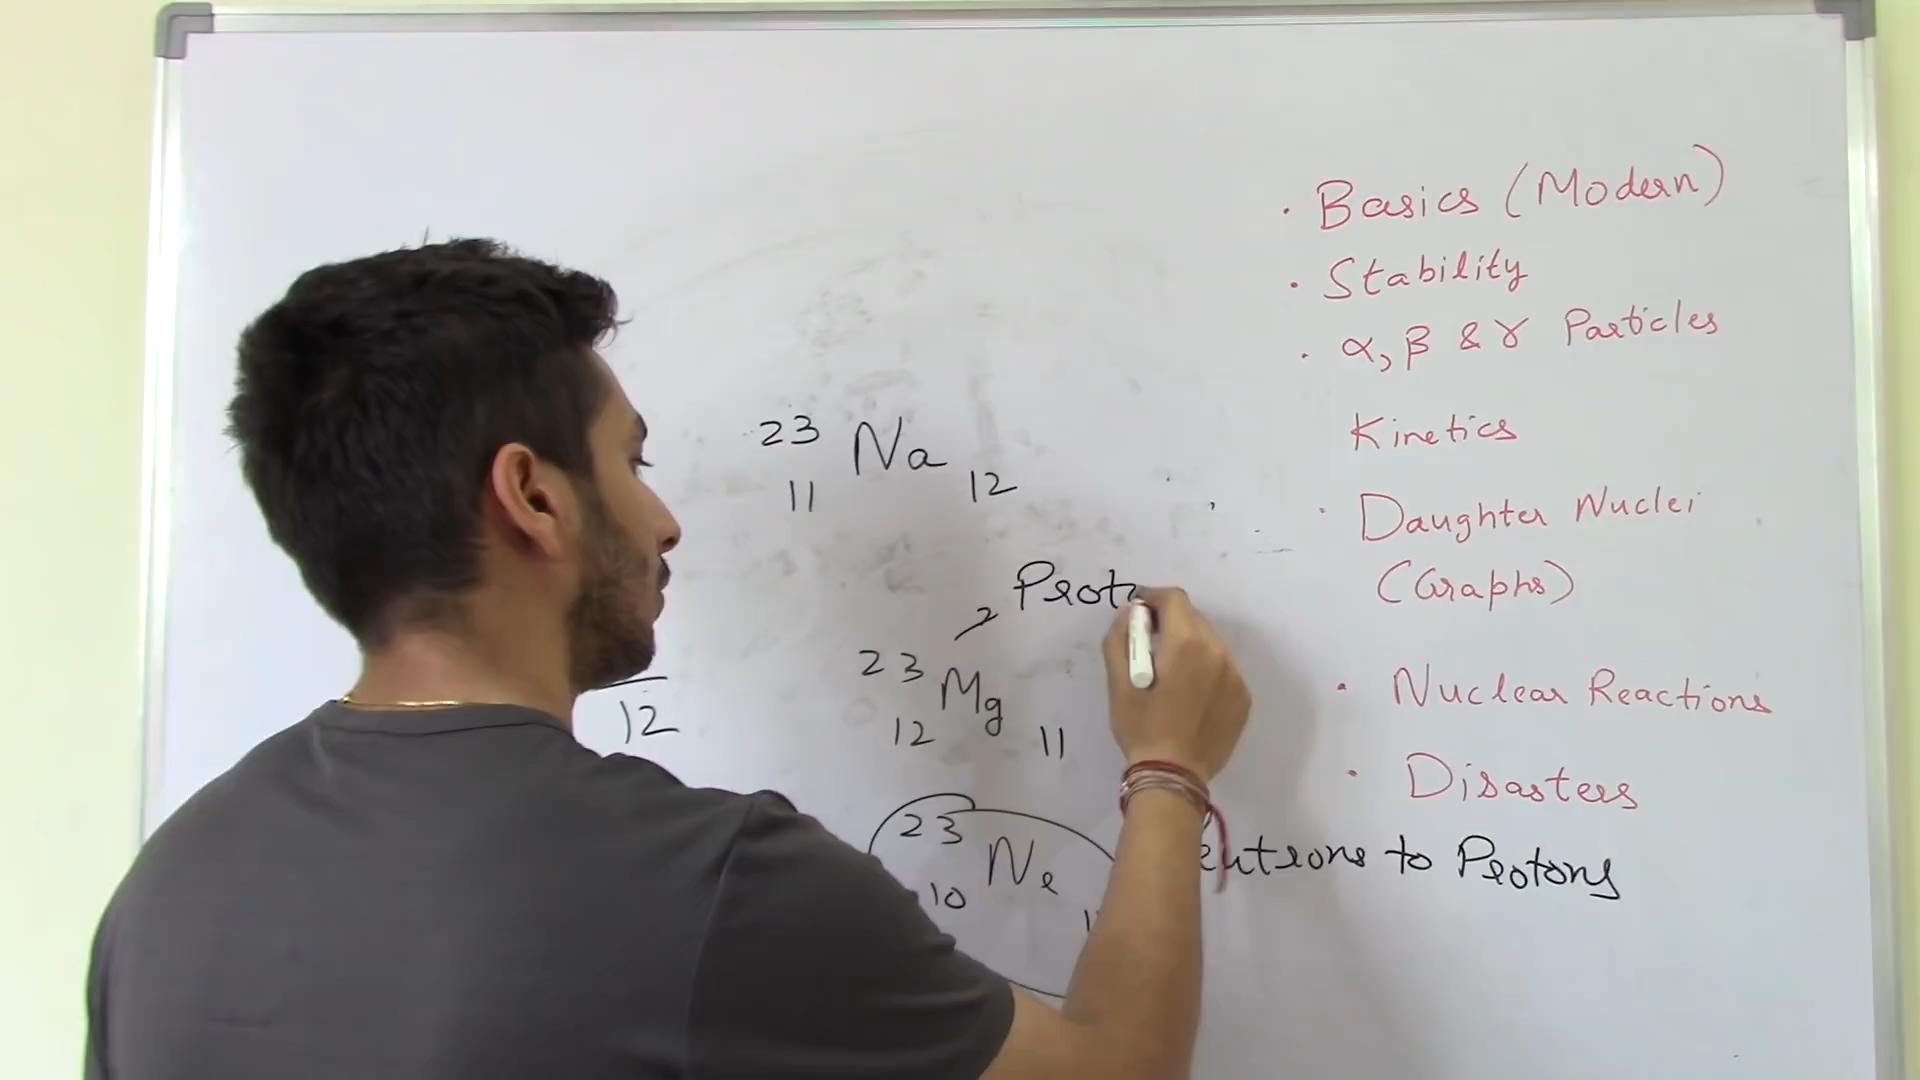 23 Na 12
11
Prot
23 Mg 11
12
12
23 Ne
10
to Protons
• Basics (Modern)
• Stability
• α, β & γ Particles
Kinetics
• Daughter Nuclei
(Graphs)
• Nuclear Reactions
• Disasters